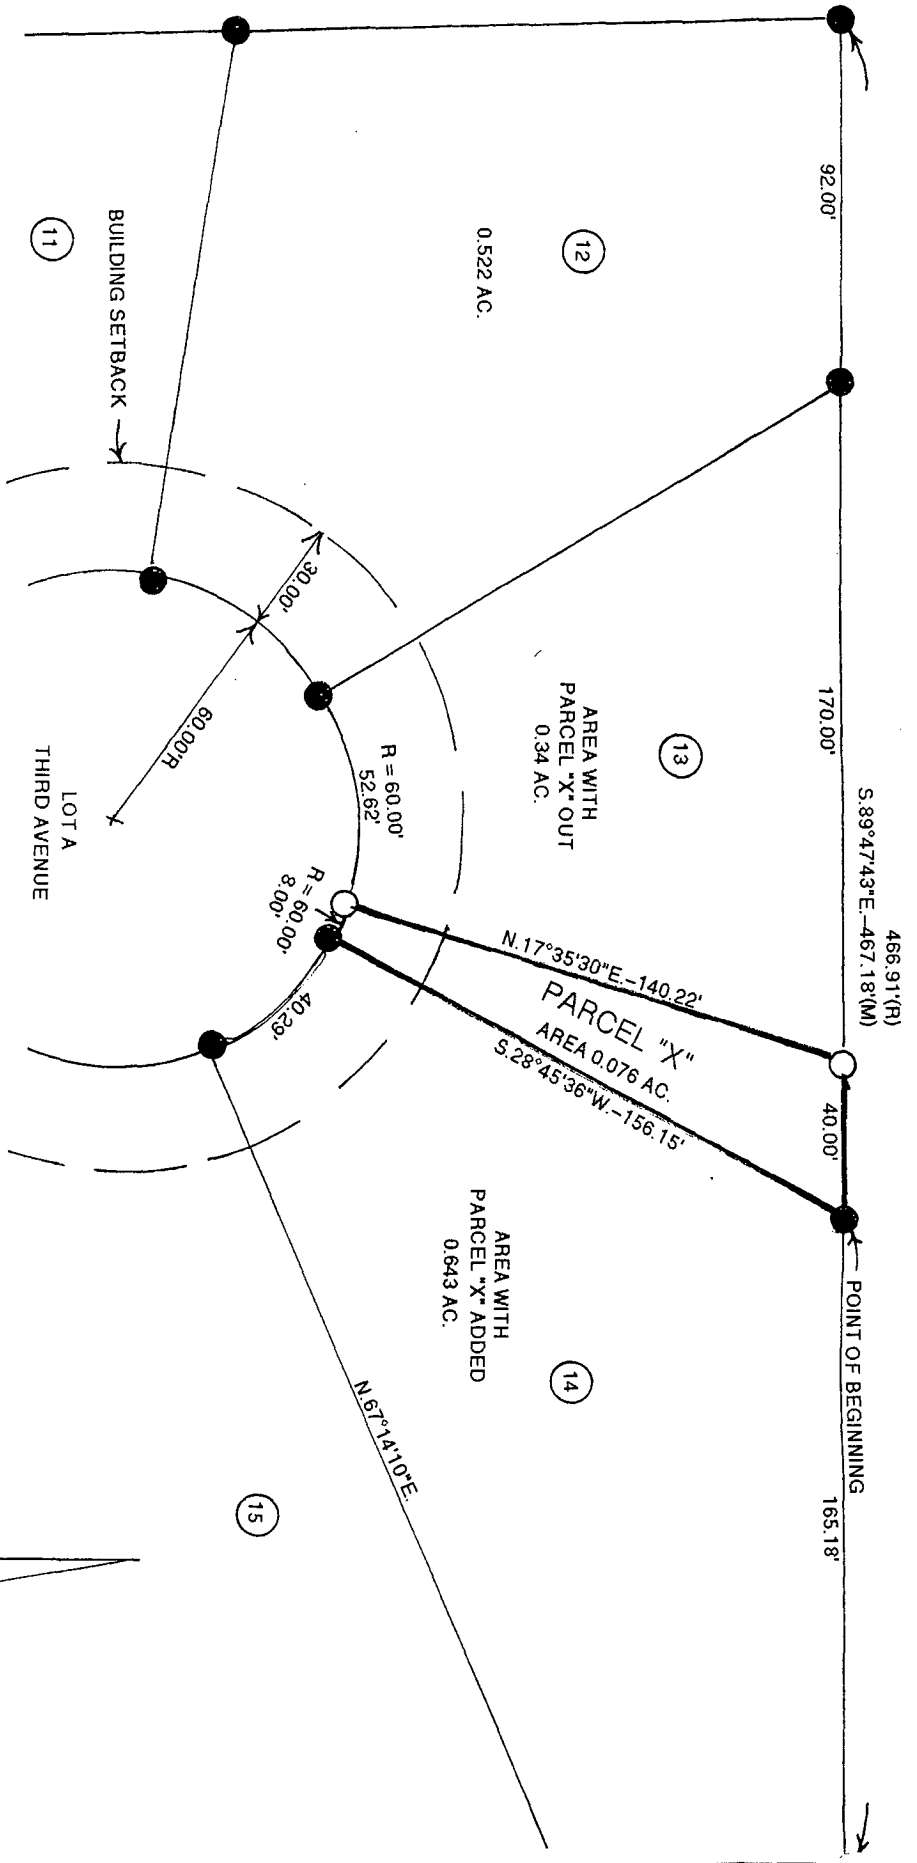 466.91'(R)
S.89°47'43"E.–467.18'(M)
92.00'
170.00'
40.00'
165.18'
POINT OF BEGINNING
12
0.522 AC.
13
AREA WITH
PARCEL "X" OUT
0.34 AC.
N.17°35'30"E.–140.22'
PARCEL "X"
AREA 0.076 AC.
S.28°45'36"W.–156.15'
14
AREA WITH
PARCEL "X" ADDED
0.643 AC.
N.67°14'10"E.
15
11
BUILDING SETBACK
30.00'
60.00'R
R = 60.00'
52.62'
R = 60.00'
8.00'
40.29'
LOT A
THIRD AVENUE